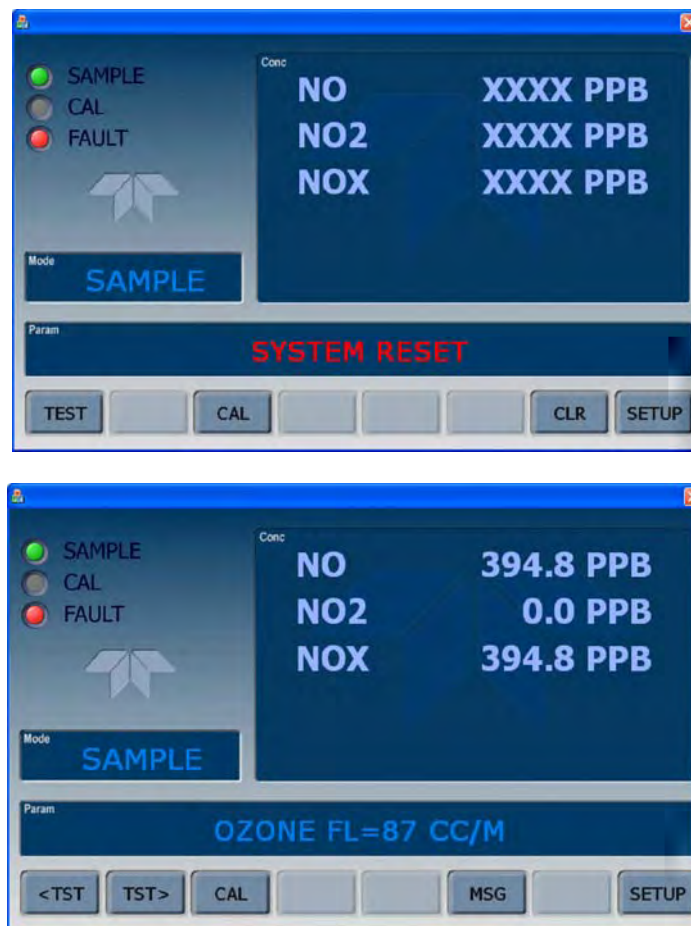 SAMPLE
CAL
FAULT
Conc
NO XXXX PPB
NO2 XXXX PPB
NOX XXXX PPB
Mode
SAMPLE
Param
SYSTEM RESET
TEST CAL CLR SETUP
SAMPLE
CAL
FAULT
Conc
NO 394.8 PPB
NO2 0.0 PPB
NOX 394.8 PPB
Mode
SAMPLE
Param
OZONE FL=87 CC/M
<TST TST> CAL MSG SETUP